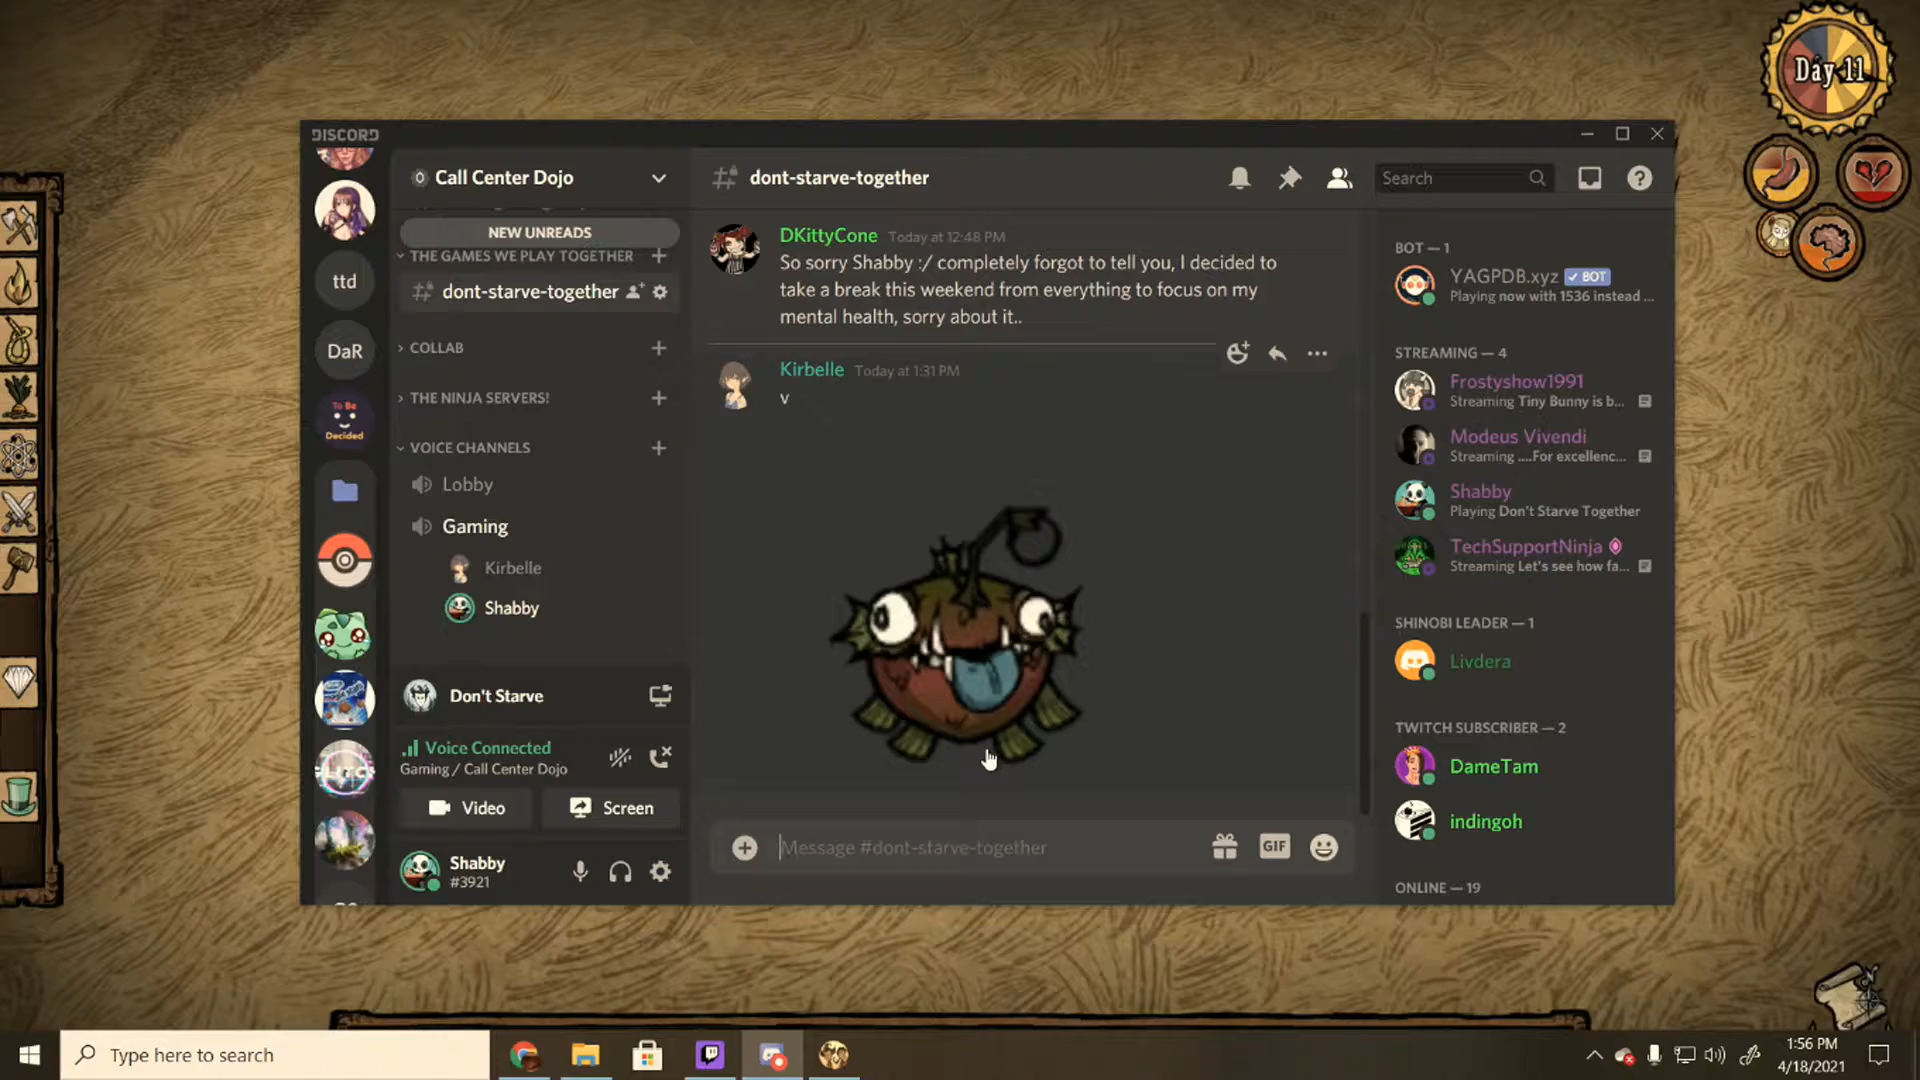 Day 11
DISCORD
Call Center Dojo
NEW UNREADS
THE GAMES WE PLAY TOGETHER
dont-starve-together
COLLAB
THE NINJA SERVERS!
VOICE CHANNELS
Lobby
Gaming
Kirbelle
Shabby
Don't Starve
Voice Connected
Gaming / Call Center Dojo
Video
Screen
Shabby
#3921
ttd
DaR
To Be
Decided
dont-starve-together
Search
DKittyCone Today at 12:48 PM
So sorry Shabby :/ completely forgot to tell you, I decided to
take a break this weekend from everything to focus on my
mental health, sorry about it..
Kirbelle Today at 1:31 PM
v
Message #dont-starve-together
GIF
BOT — 1
YAGPDB.xyz ✓ BOT
Playing now with 1536 instead ...
STREAMING — 4
Frostyshow1991
Streaming Tiny Bunny is b...
Modeus Vivendi
Streaming ....For excellenc...
Shabby
Playing Don't Starve Together
TechSupportNinja
Streaming Let's see how fa...
SHINOBI LEADER — 1
Livdera
TWITCH SUBSCRIBER — 2
DameTam
indingoh
ONLINE — 19
Type here to search
1:56 PM
4/18/2021